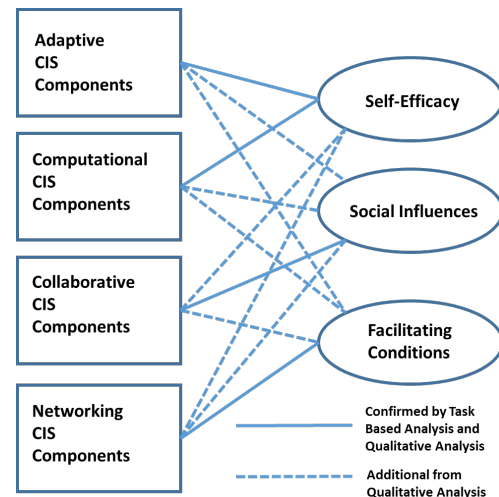 Adaptive
CIS
Components
Self-Efficacy
Computational
CIS
Components
Social Influences
Collaborative
CIS
Components
Facilitating
Conditions
Networking
CIS
Components
Confirmed by Task
Based Analysis and
Qualitative Analysis
Additional from
Qualitative Analysis